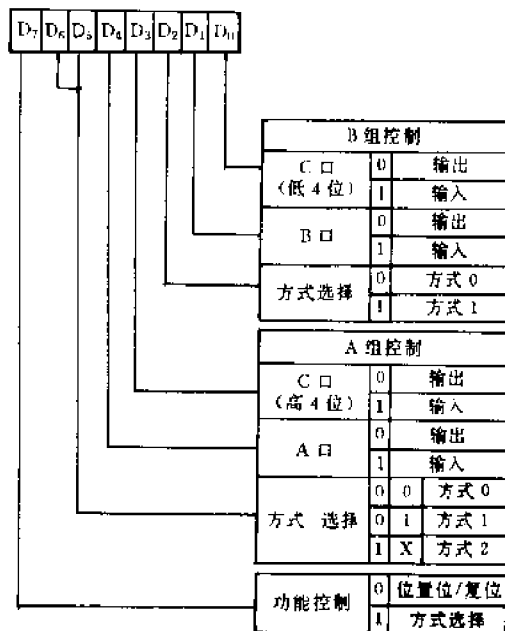 D7 D6 D5 D4 D3 D2 D1 D0
B 组控制
C 口
（低 4 位）
0 输出
1 输入
B 口
0 输出
1 输入
方式选择
0 方式 0
1 方式 1
A 组控制
C 口
（高 4 位）
0 输出
1 输入
A 口
0 输出
1 输入
方式 选择
0 0 方式 0
0 1 方式 1
1 X 方式 2
功能控制
0 位置位/复位
1 方式选择